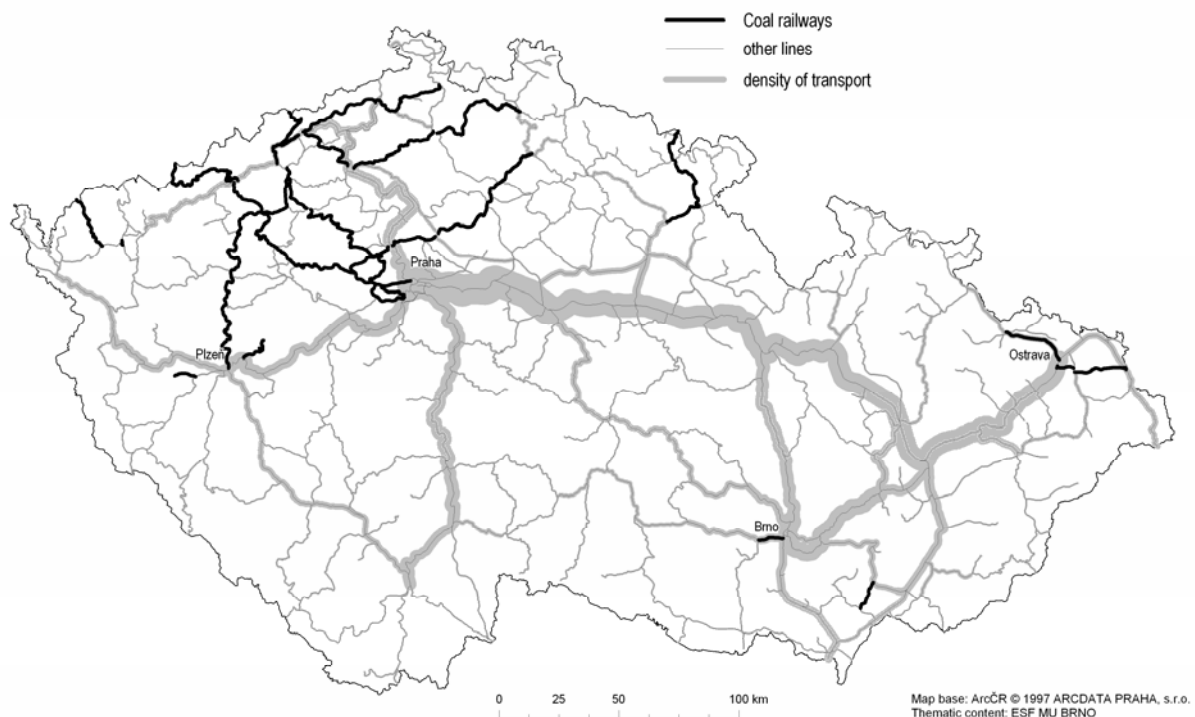 Coal railways
other lines
density of transport
Praha
Plzeň
Ostrava
Brno
0 25 50 100 km
Map base: ArcČR © 1997 ARCDATA PRAHA, s.r.o.
Thematic content: ESF MU BRNO